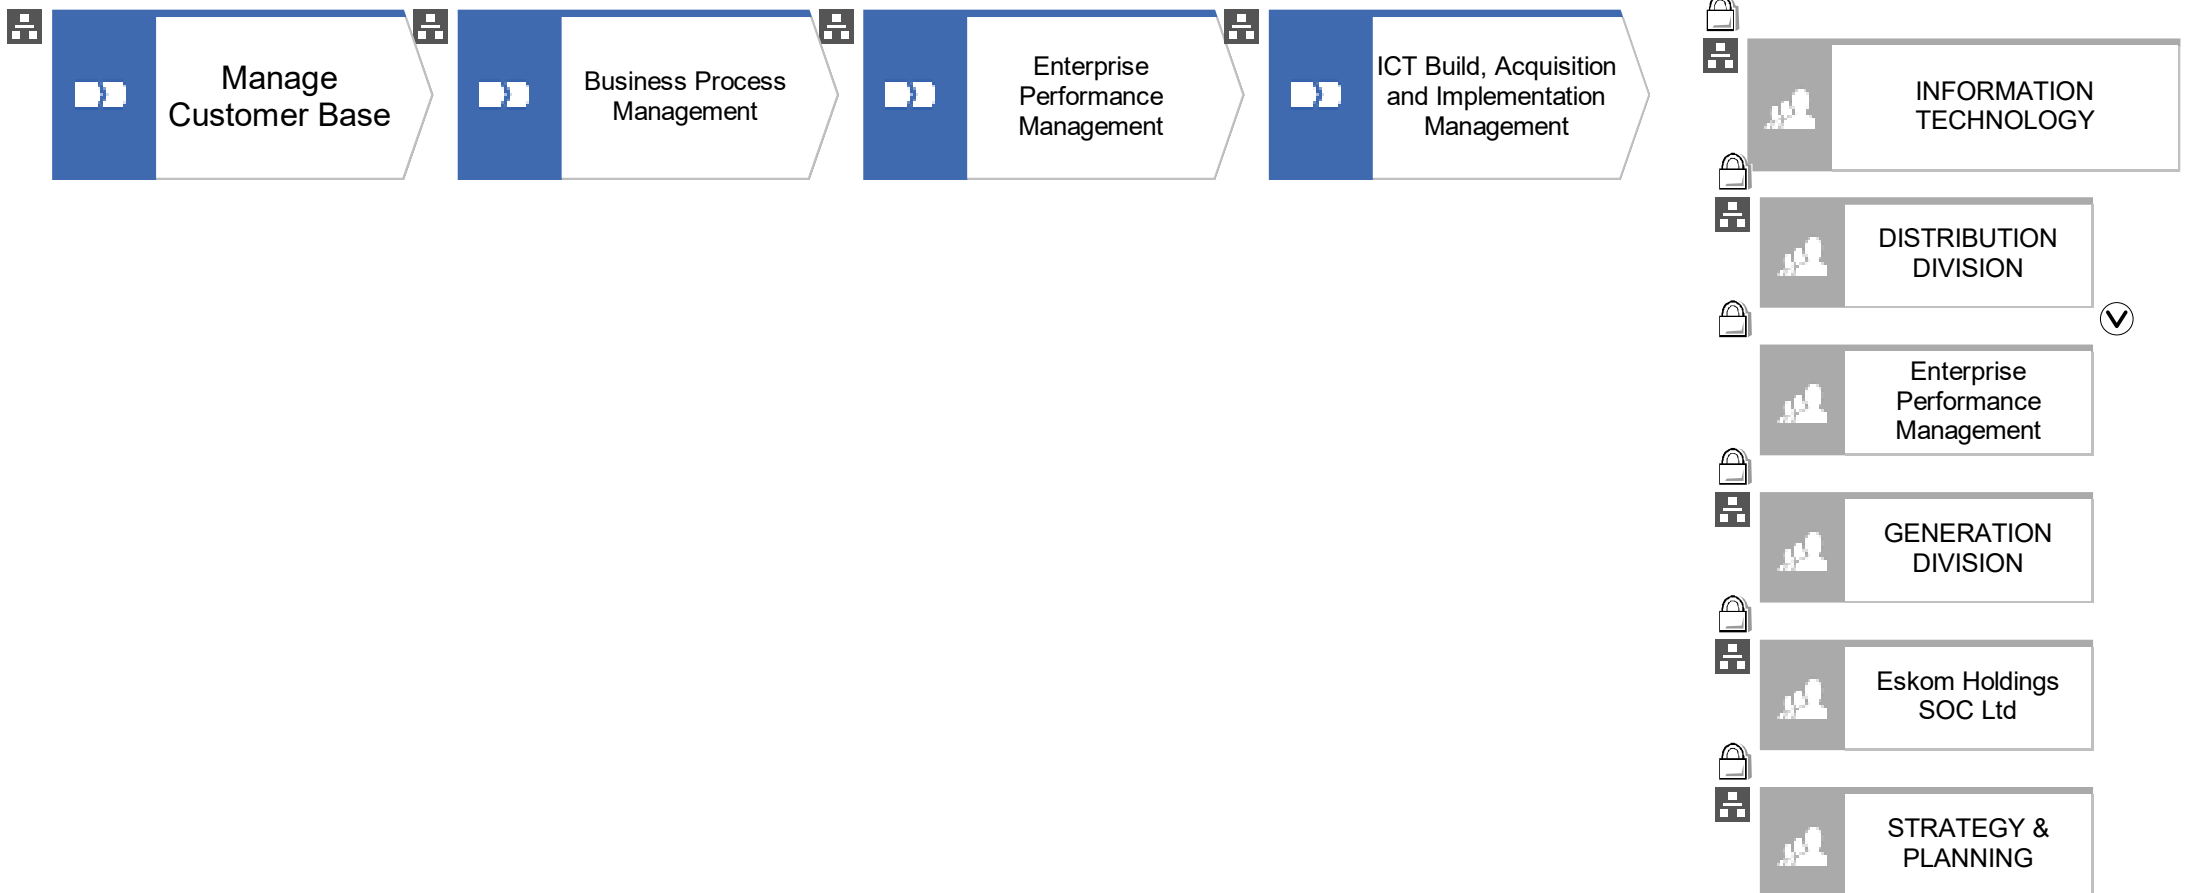 Manage
Customer Base
Business Process
Management
Enterprise
Performance
Management
ICT Build, Acquisition
and Implementation
Management
INFORMATION
TECHNOLOGY
DISTRIBUTION
DIVISION
Enterprise
Performance
Management
GENERATION
DIVISION
Eskom Holdings
SOC Ltd
STRATEGY &
PLANNING